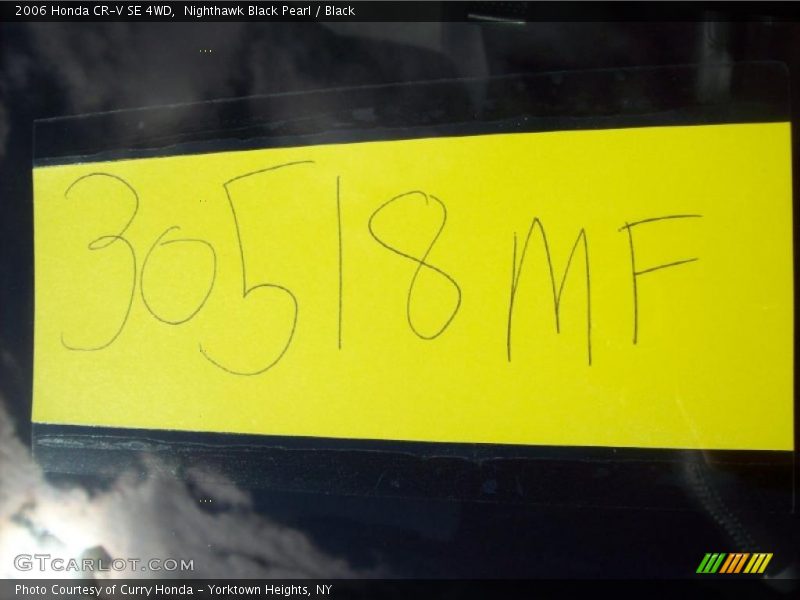 2006 Honda CR-V SE 4WD,  Nighthawk Black Pearl / Black
30518 MF
GTCARLOT.COM
Photo Courtesy of Curry Honda - Yorktown Heights, NY